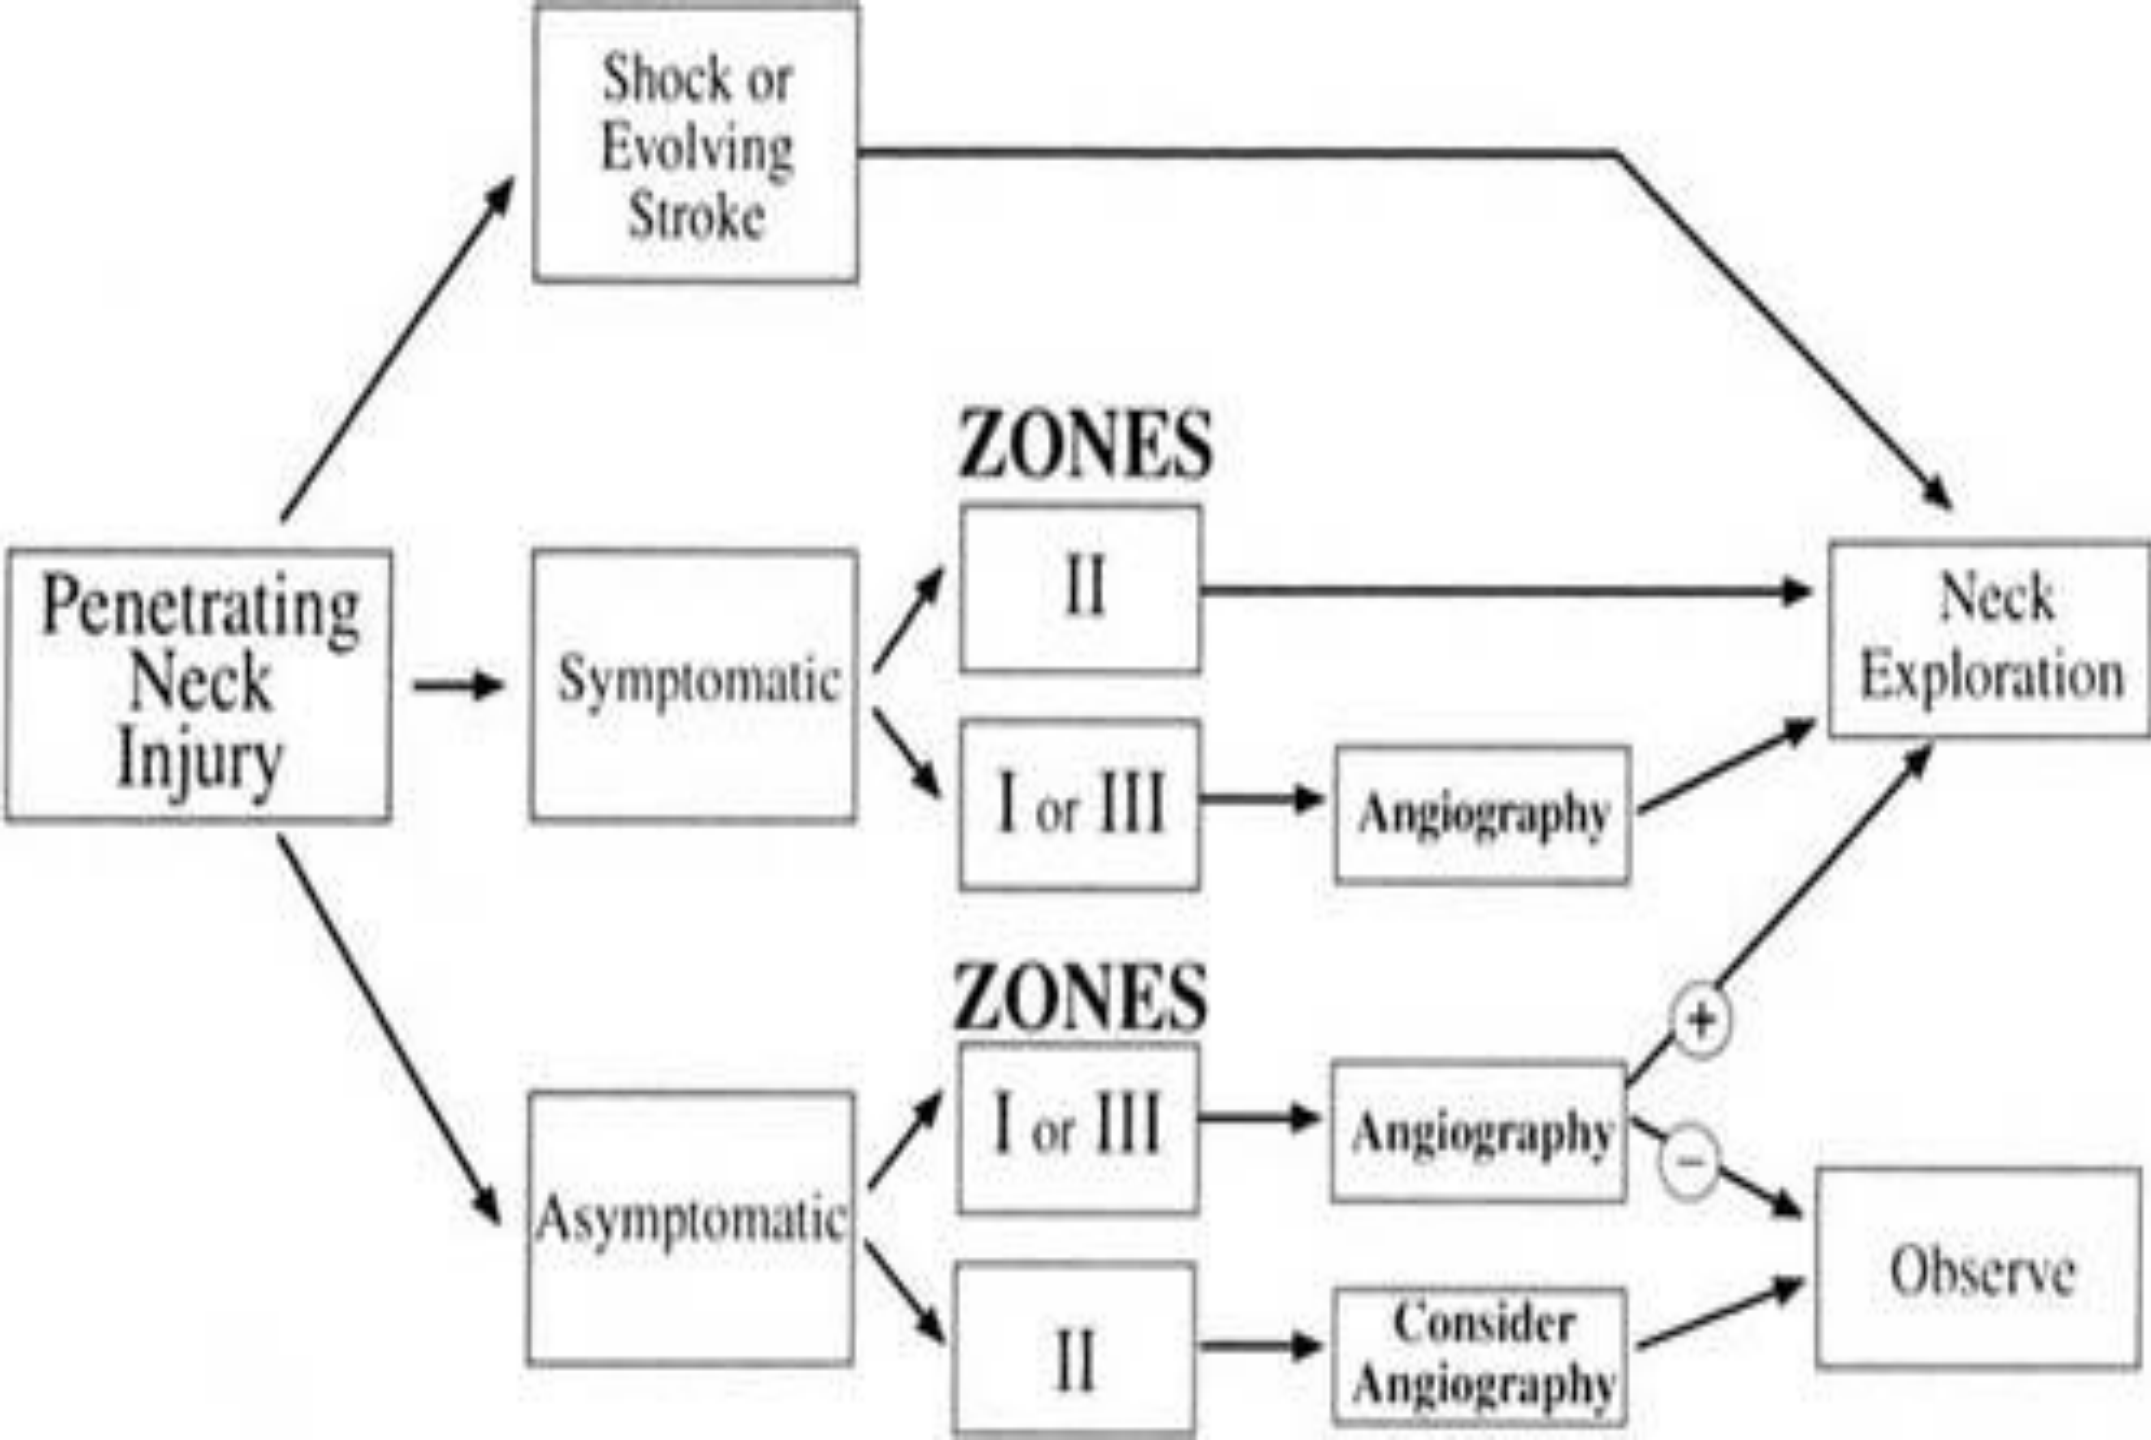 Shock or
Evolving
Stroke
Penetrating
Neck
Injury
Symptomatic
ZONES
II
I or III
Angiography
Neck
Exploration
Asymptomatic
ZONES
I or III
Angiography
+
−
II
Consider
Angiography
Observe